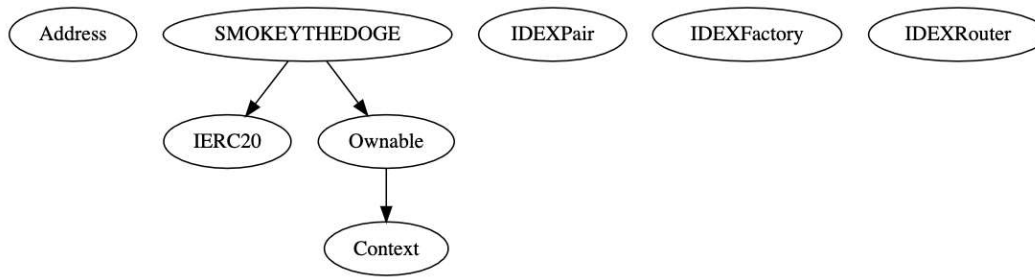 Address
SMOKEYTHEDOGE
IDEXPair
IDEXFactory
IDEXRouter
IERC20
Ownable
Context